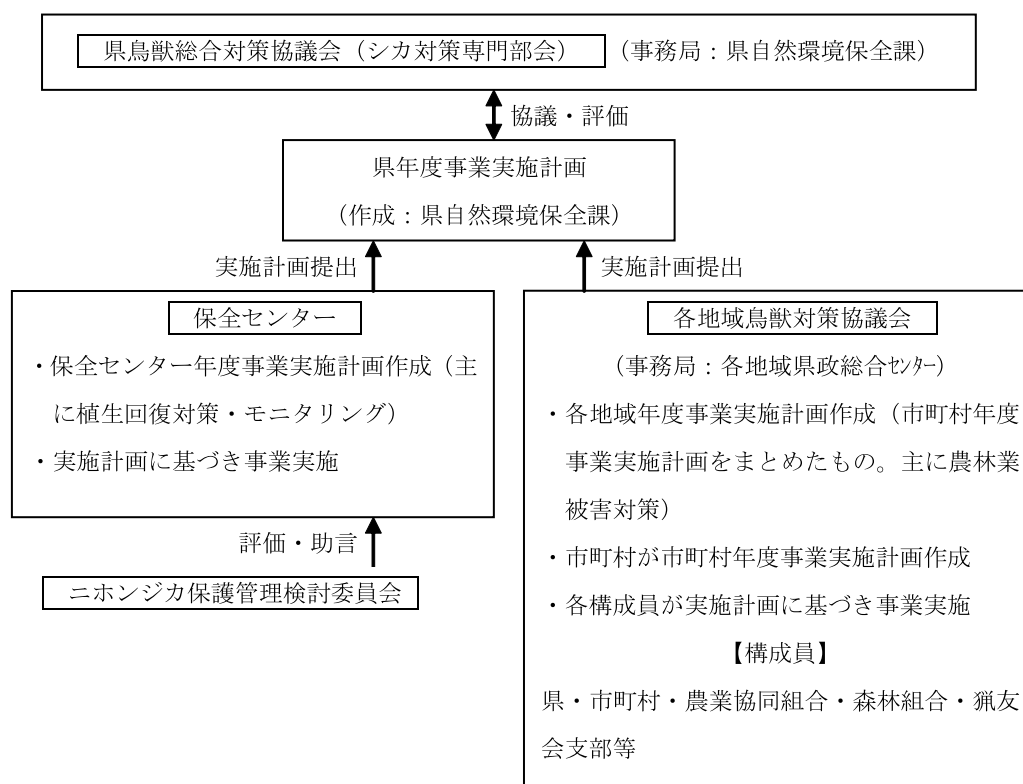 県鳥獣総合対策協議会（シカ対策専門部会）（事務局：県自然環境保全課）
協議・評価
県年度事業実施計画
（作成：県自然環境保全課）
実施計画提出
実施計画提出
保全センター
・保全センター年度事業実施計画作成（主
に植生回復対策・モニタリング）
・実施計画に基づき事業実施
評価・助言
ニホンジカ保護管理検討委員会
各地域鳥獣対策協議会
（事務局：各地域県政総合ｾﾝﾀｰ）
・各地域年度事業実施計画作成（市町村年度
事業実施計画をまとめたもの。主に農林業
被害対策）
・市町村が市町村年度事業実施計画作成
・各構成員が実施計画に基づき事業実施
【構成員】
県・市町村・農業協同組合・森林組合・猟友
会支部等